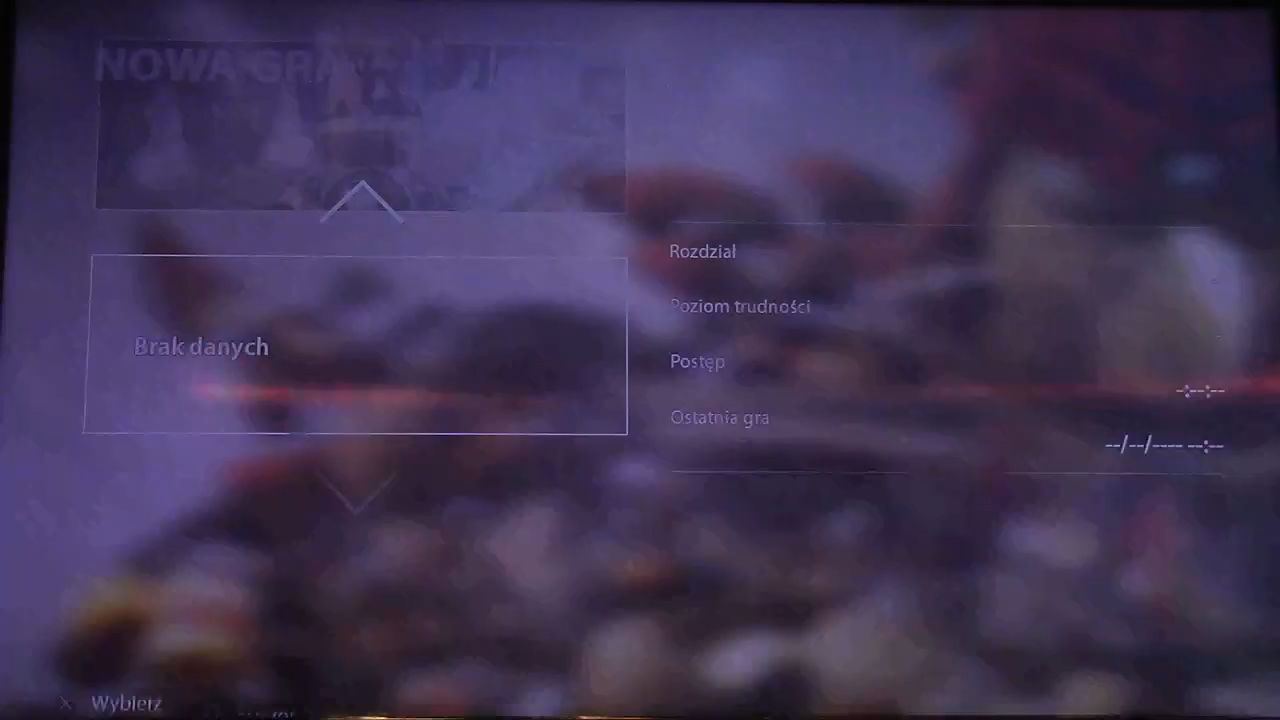 NOWA GRA
Brak danych
Rozdział
Poziom trudności
Postęp
--:--:--
Ostatnia gra
--/--/---- --:--
Wybierz